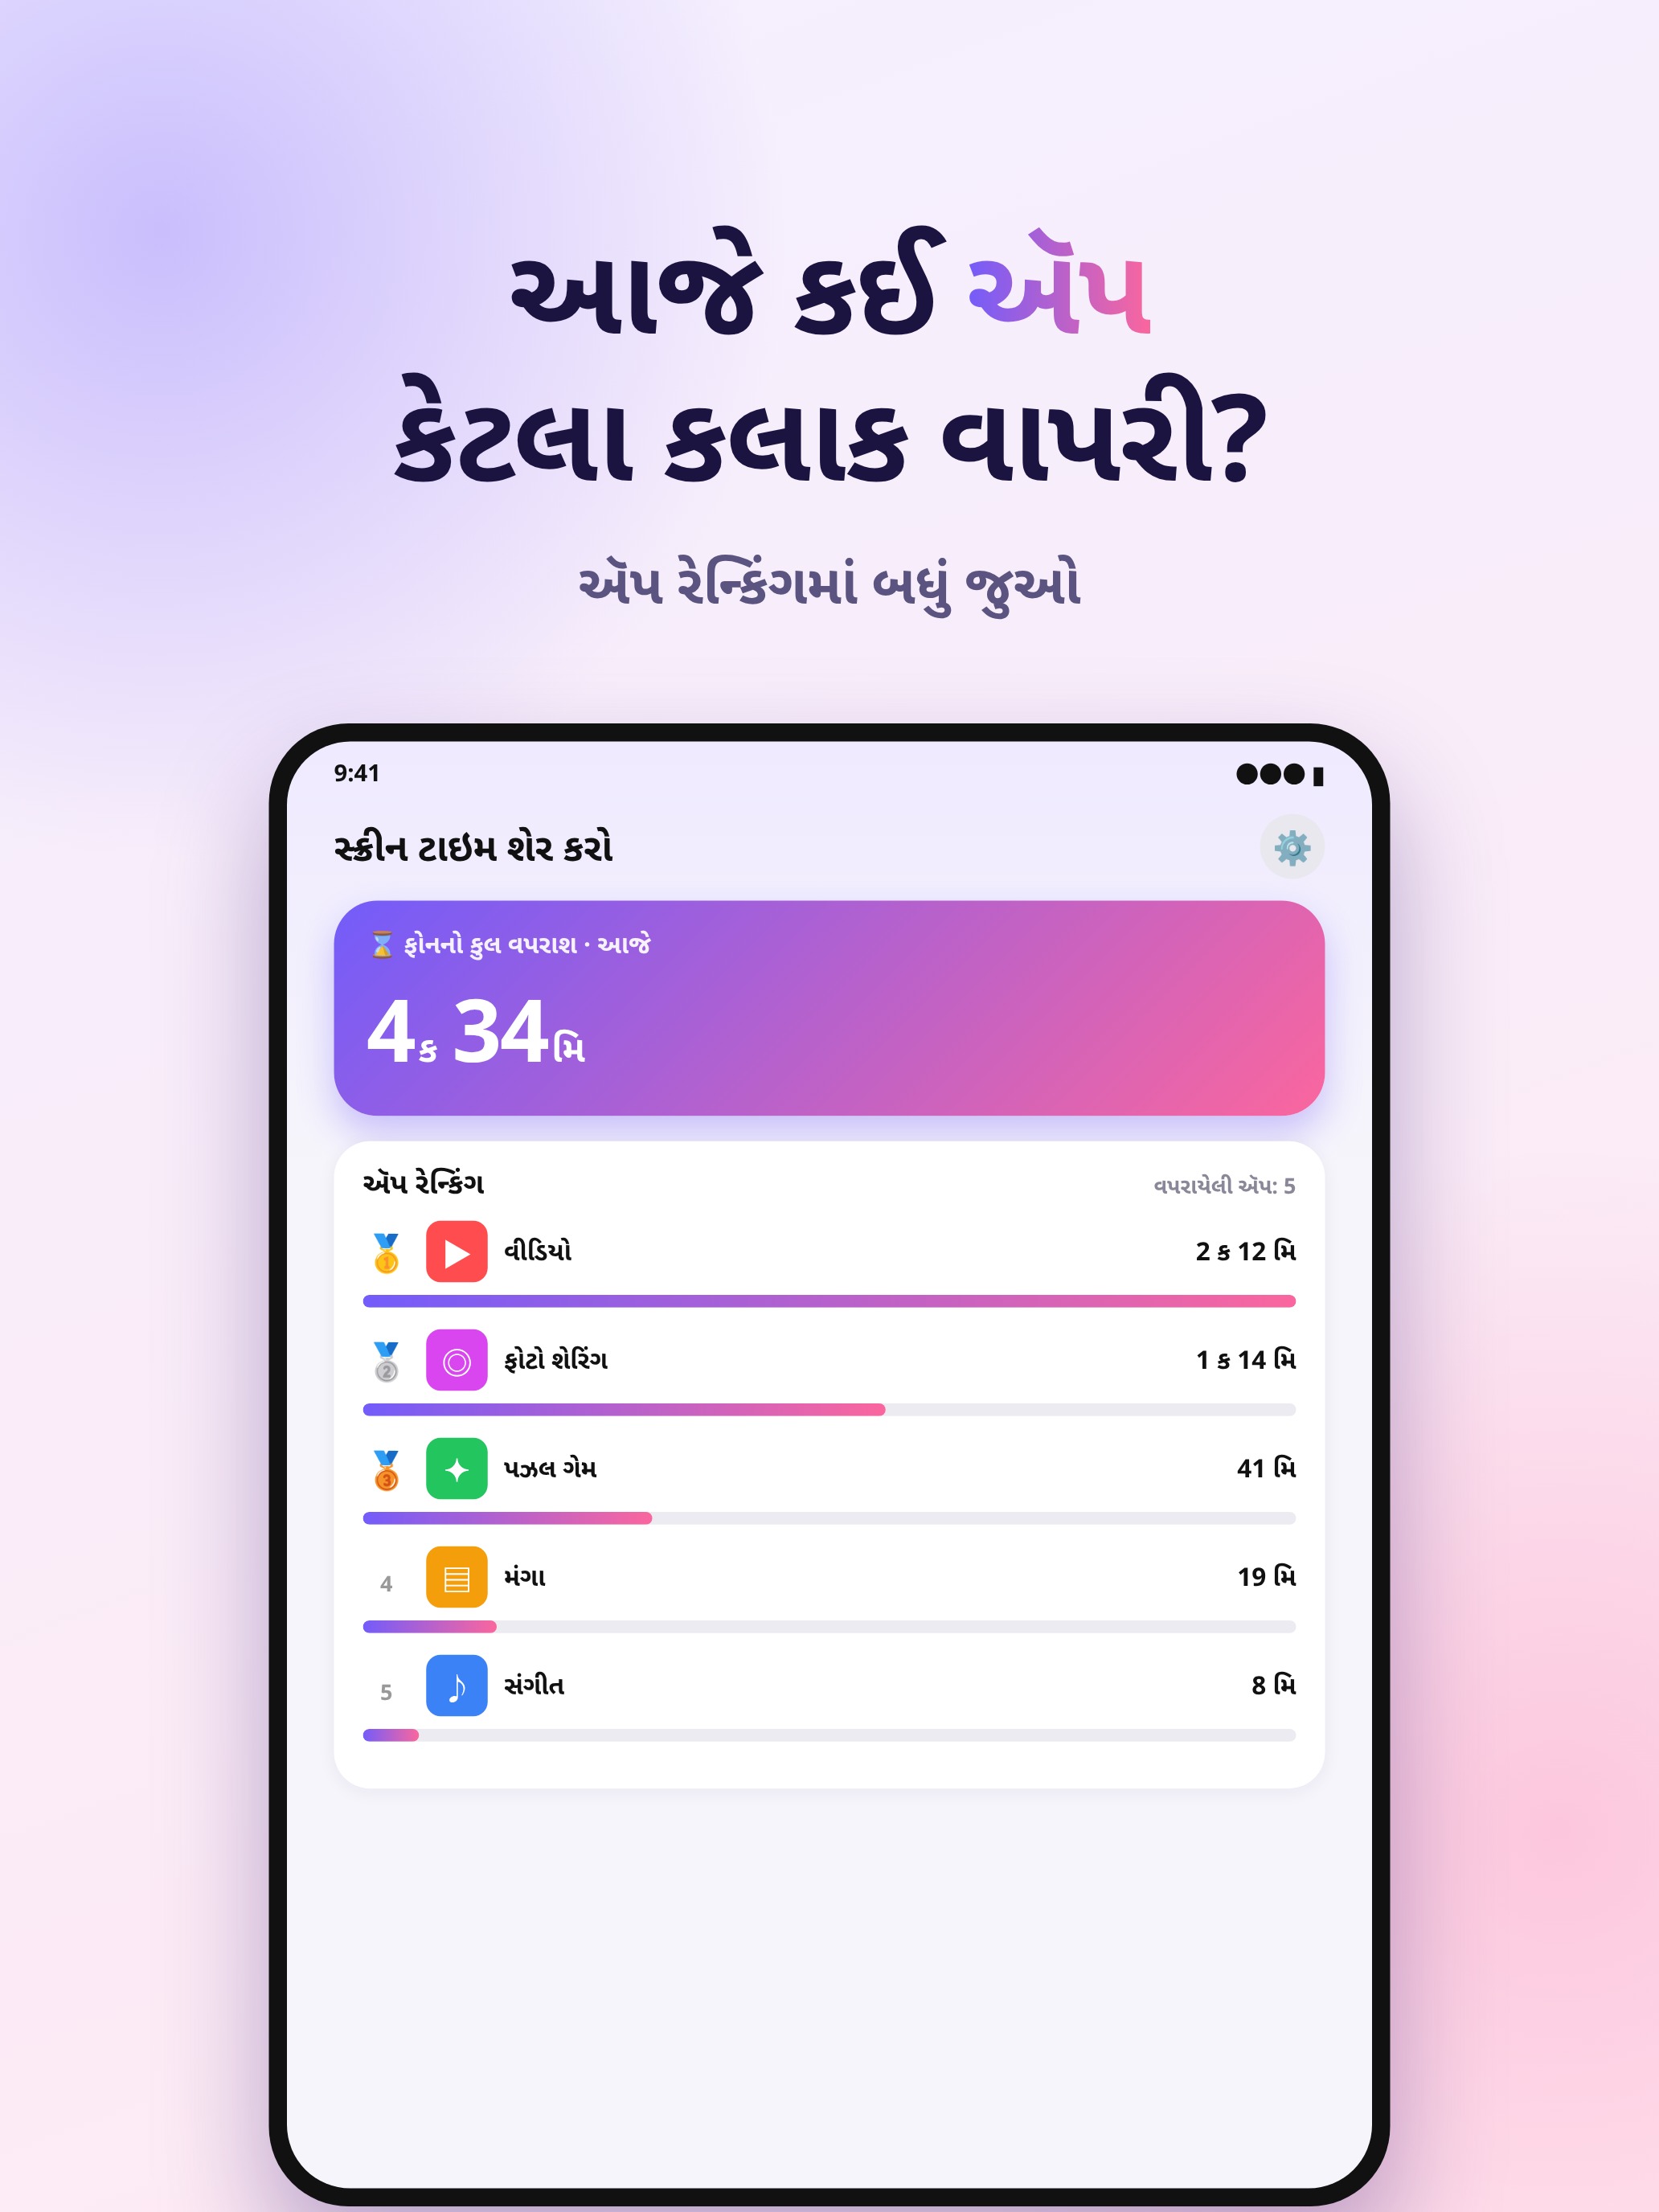 આજે કઈ ઍપ
કેટલા કલાક વાપરી?
ઍપ રેન્કિંગમાં બધું જુઓ
9:41
સ્ક્રીન ટાઇમ શેર કરો
⌛ ફોનનો કુલ વપરાશ · આજે
4ક 34મિ
ઍપ રેન્કિંગ વપરાયેલી ઍપ: 5
🥇 વીડિયો 2 ક 12 મિ
🥈 ફોટો શેરિંગ 1 ક 14 મિ
🥉 પઝલ ગેમ 41 મિ
4 મંગા 19 મિ
5 સંગીત 8 મિ